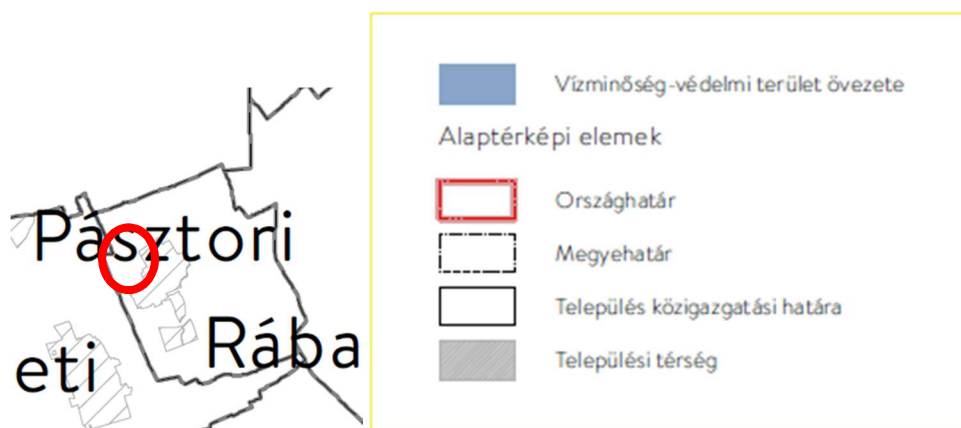 Pásztori
Rába
eti
Vízminőség-védelmi terület övezete
Alaptérképi elemek
Országhatár
Megyehatár
Település közigazgatási határa
Települési térség